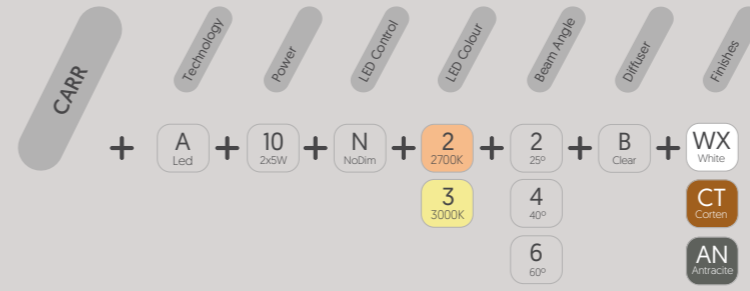 CARR
Technology
Power
LED Control
LED Colour
Beam Angle
Diffuser
Finishes
+ A + 10 + N + 2 + 2 + B + WX
Led 2x5W NoDim 2700K 25º Clear White
3 4 CT
3000K 40º Corten
6 AN
60º Antracite